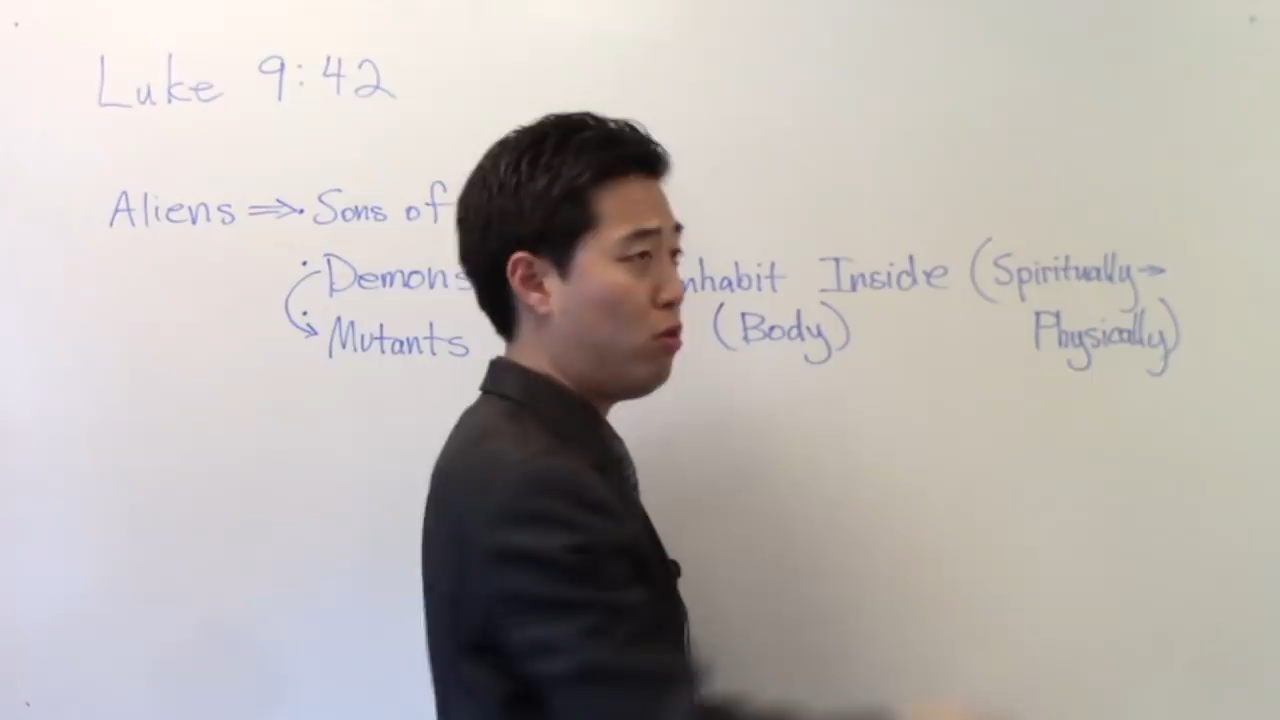 Luke 9:42
Aliens ⇒ Sons of
Demons nhabit Inside (Spiritually→
Mutants (Body) Physically)